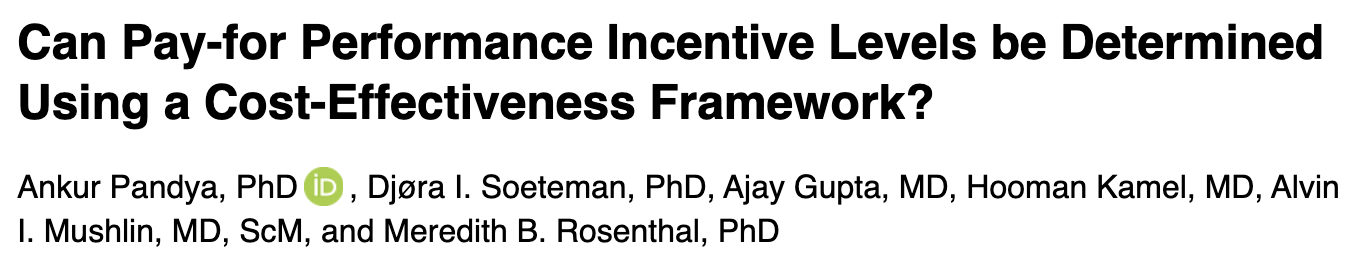 Can Pay-for Performance Incentive Levels be Determined
Using a Cost-Effectiveness Framework?
Ankur Pandya, PhD iD , Djøra I. Soeteman, PhD, Ajay Gupta, MD, Hooman Kamel, MD, Alvin
I. Mushlin, MD, ScM, and Meredith B. Rosenthal, PhD